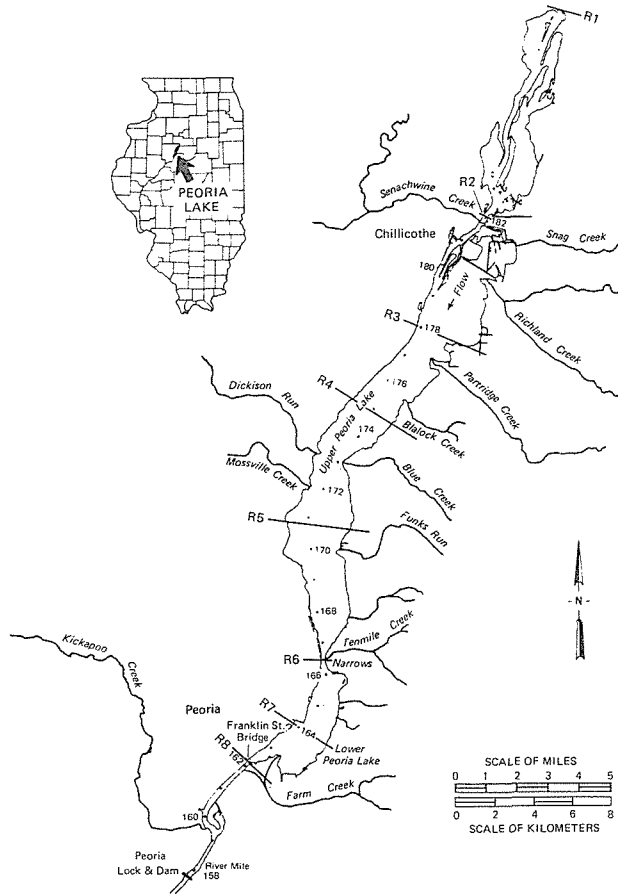 R1
PEORIA
LAKE
R2
Senachwine
Creek
182
Chillicothe
Snag Creek
180
Flow
R3
178
Richland Creek
Dickison
Run
R4
176
Partridge Creek
Upper Peoria Lake
174
Blalock Creek
Mossville Creek
Blue Creek
172
R5
Funks Run
170
N
168
Kickapoo
Creek
Tenmile Creek
R6
Narrows
166
Peoria
R7
Franklin St.
Bridge
164
R8
162
Lower
Peoria Lake
SCALE OF MILES
0 1 2 3 4 5
Farm Creek
0 2 4 6 8
SCALE OF KILOMETERS
160
Peoria
Lock & Dam
River Mile
158